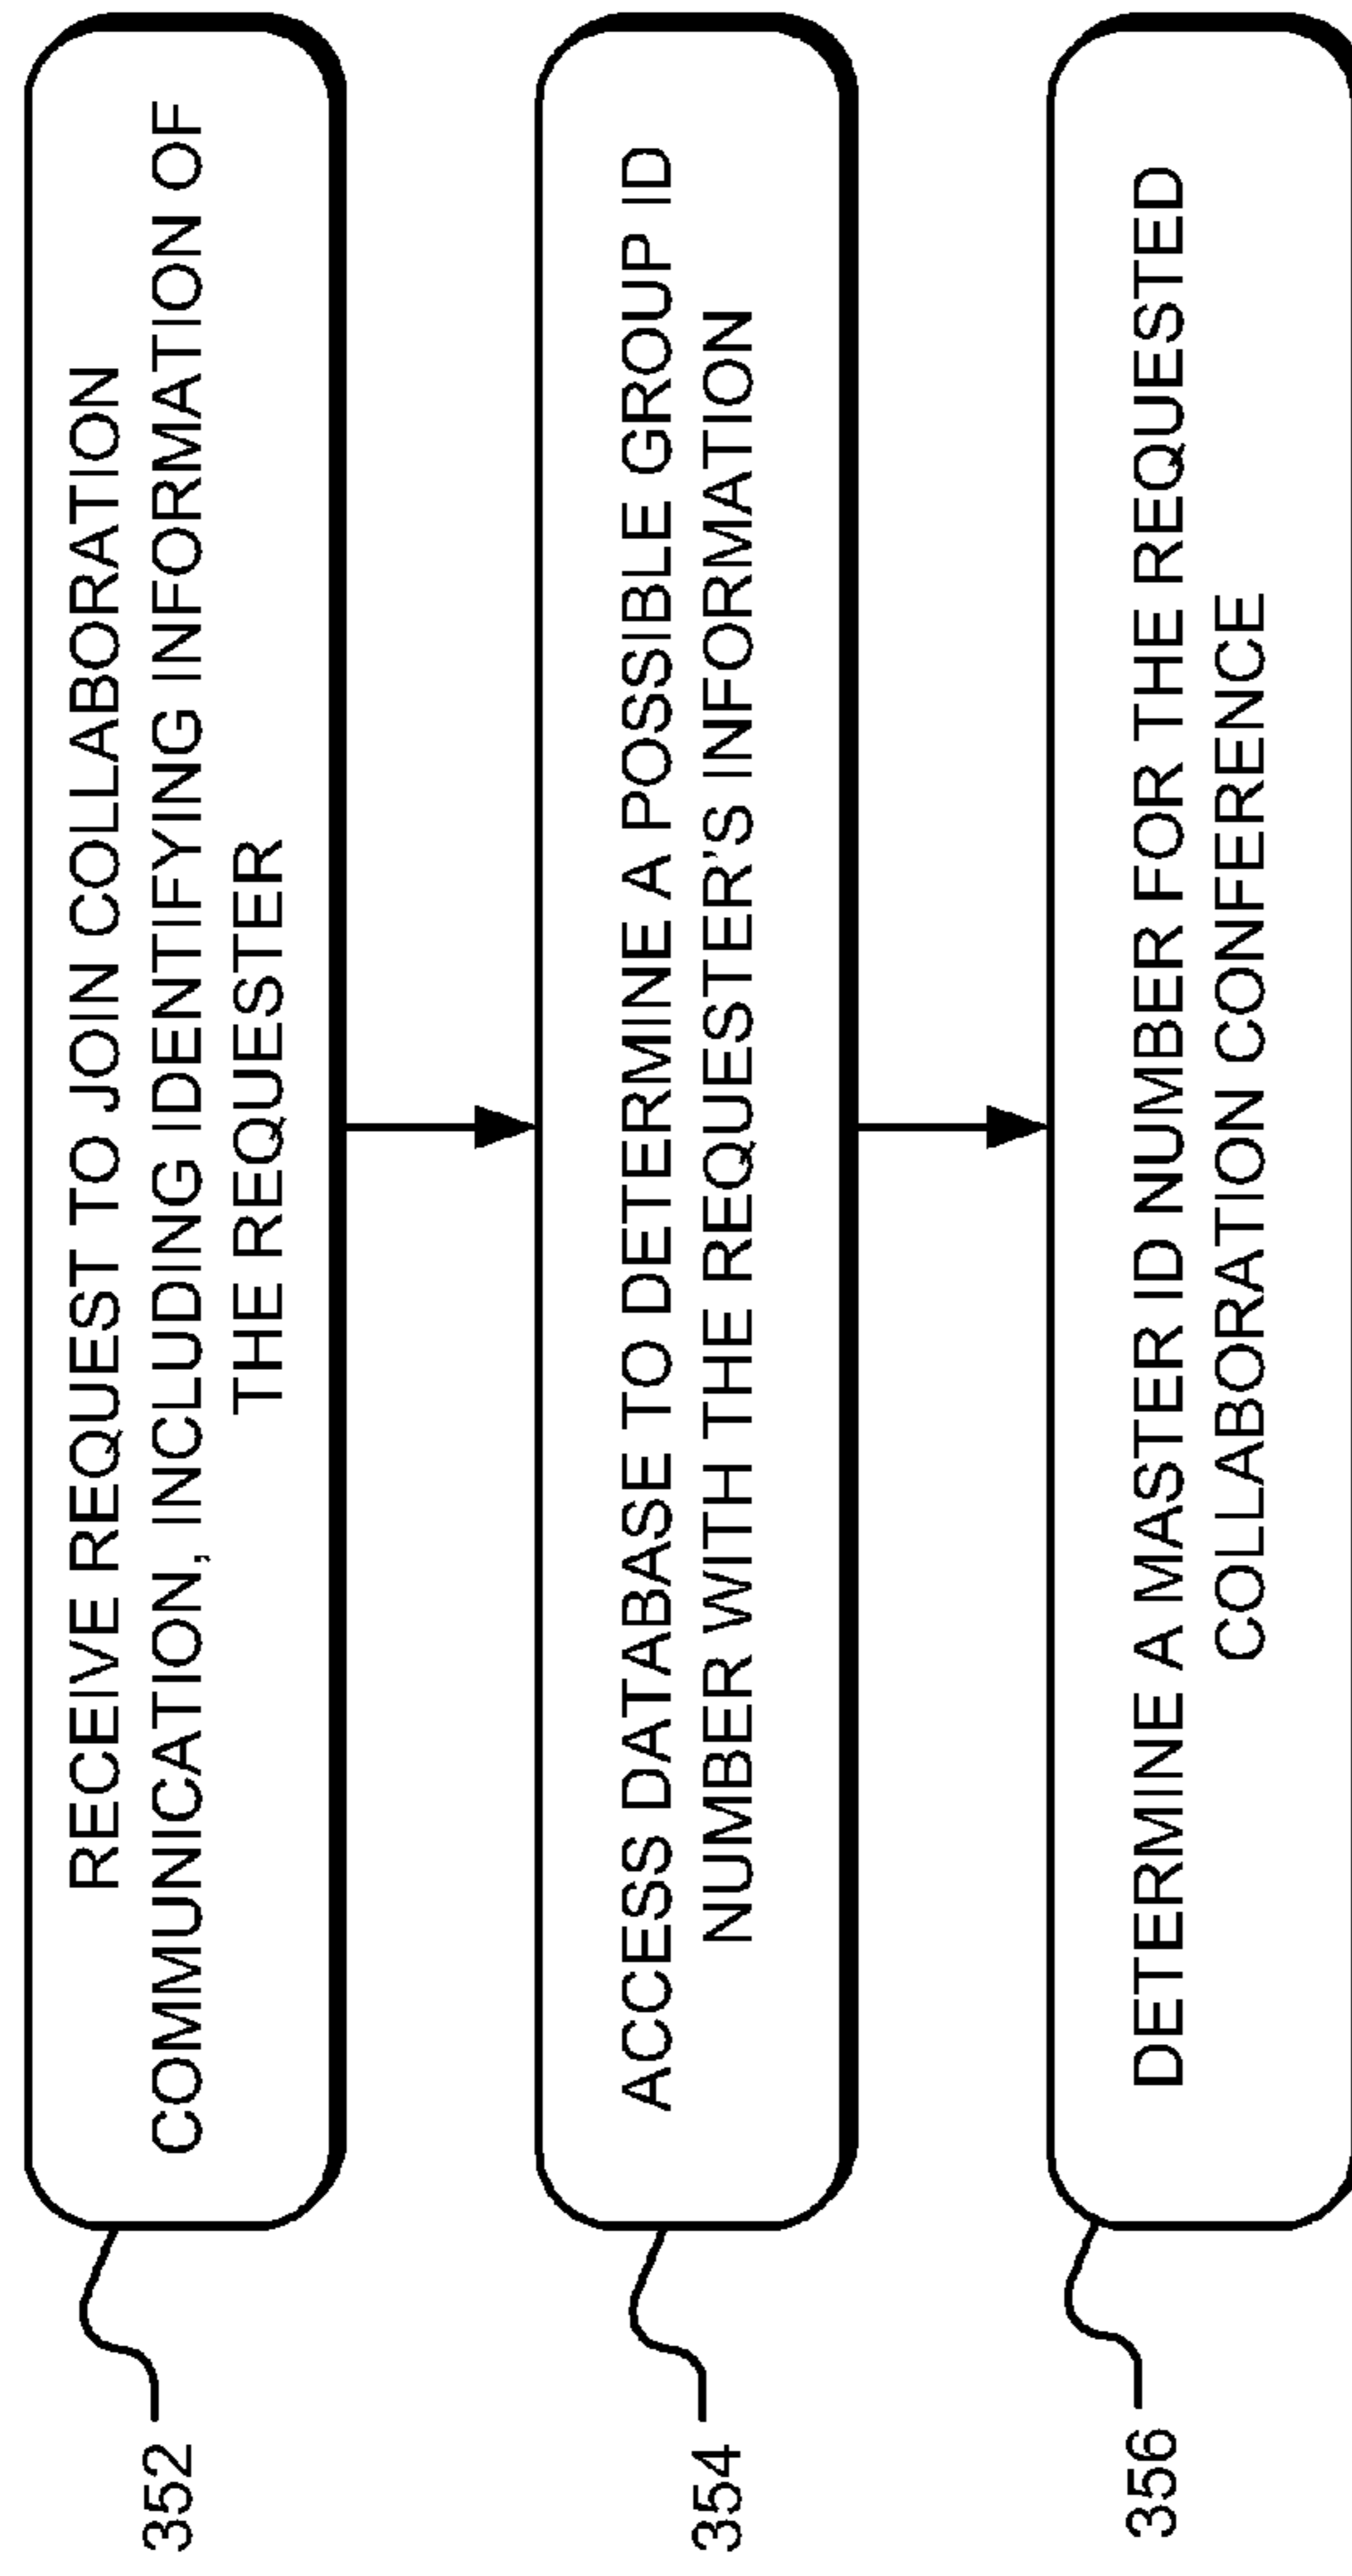 352
RECEIVE REQUEST TO JOIN COLLABORATION
COMMUNICATION, INCLUDING IDENTIFYING INFORMATION OF
THE REQUESTER
354
ACCESS DATABASE TO DETERMINE A POSSIBLE GROUP ID
NUMBER WITH THE REQUESTER'S INFORMATION
356
DETERMINE A MASTER ID NUMBER FOR THE REQUESTED
COLLABORATION CONFERENCE